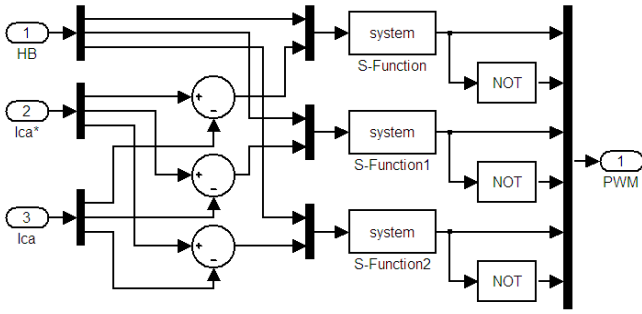 1
HB
2
Ica*
3
Ica
+
-
+
-
+
-
system
S-Function
NOT
system
S-Function1
NOT
system
S-Function2
NOT
1
PWM